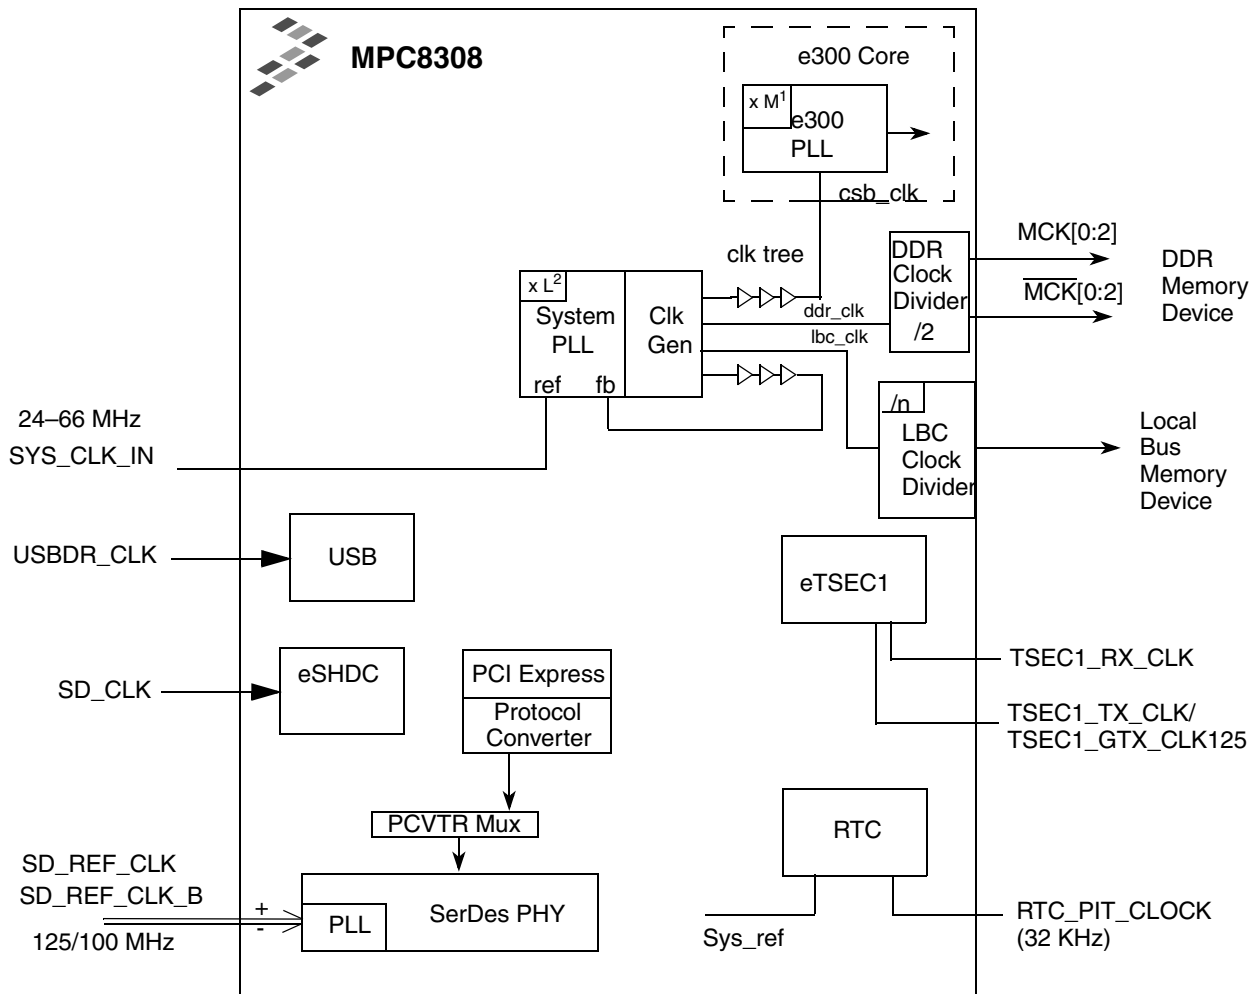 MPC8308
e300 Core
x M1
e300
PLL
csb_clk
clk tree
x L2
System
PLL
ref
fb
Clk
Gen
ddr_clk
lbc_clk
DDR
Clock
Divider
/2
MCK[0:2]
MCK[0:2]
DDR
Memory
Device
/n
LBC
Clock
Divider
Local
Bus
Memory
Device
24–66 MHz
SYS_CLK_IN
USBDR_CLK
USB
eTSEC1
TSEC1_RX_CLK
TSEC1_TX_CLK/
TSEC1_GTX_CLK125
SD_CLK
eSHDC
PCI Express
Protocol
Converter
PCVTR Mux
SD_REF_CLK
SD_REF_CLK_B
125/100 MHz
+
-
PLL
SerDes PHY
RTC
Sys_ref
RTC_PIT_CLOCK
(32 KHz)